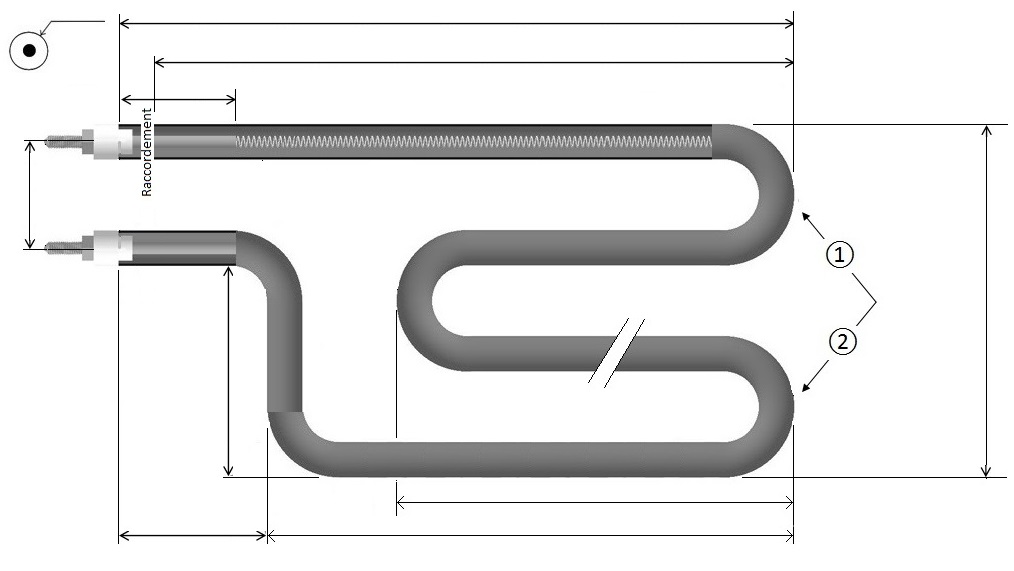 Raccordement
①
②